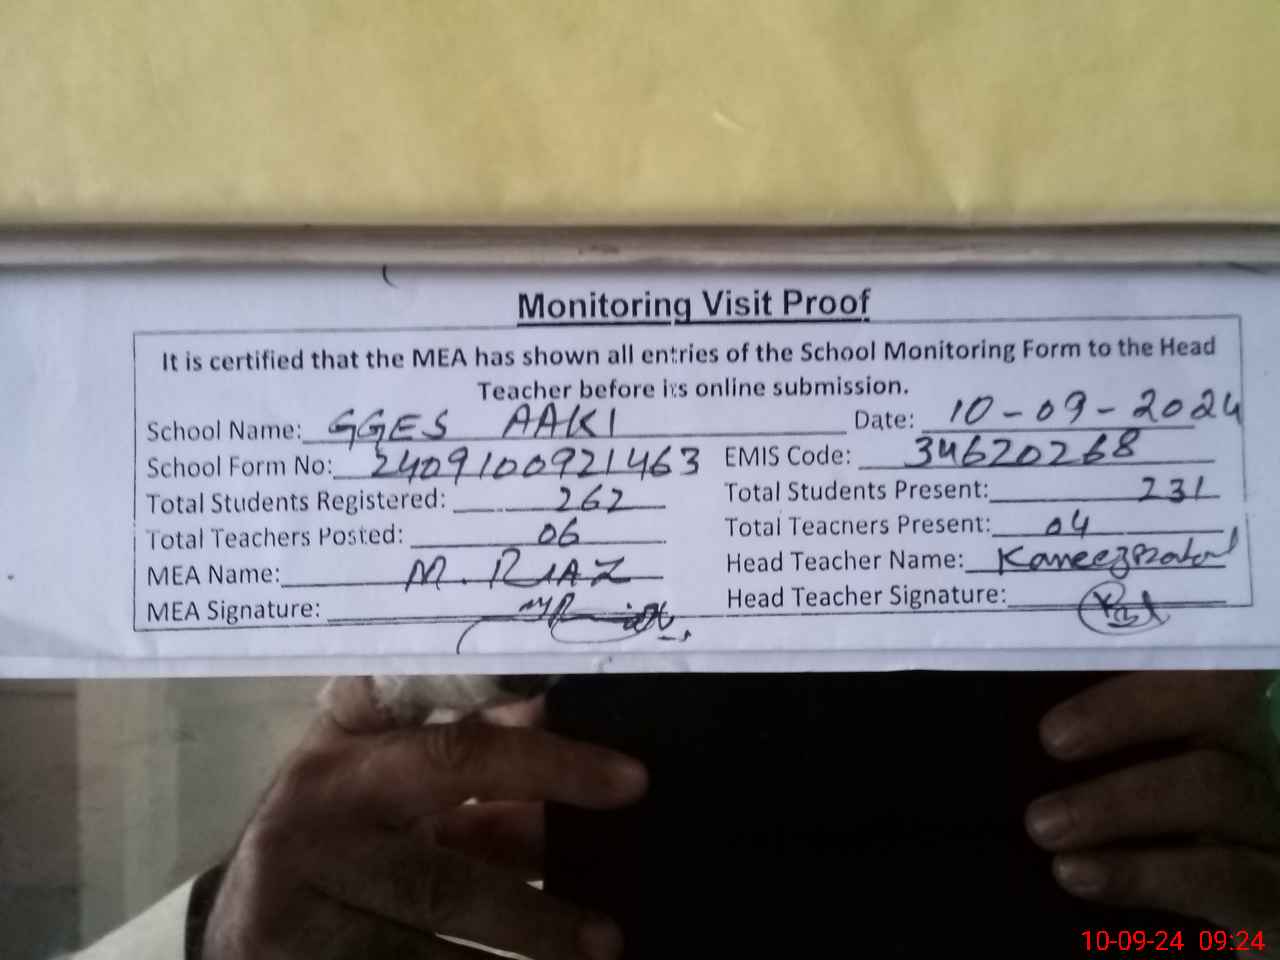 Monitoring Visit Proof
It is certified that the MEA has shown all entries of the School Monitoring Form to the Head
Teacher before its online submission.
School Name: GGES AAKI Date: 10-09-2024
School Form No: 2409100921463 EMIS Code: 34620268
Total Students Registered: 262 Total Students Present: 231
Total Teachers Posted: 06 Total Teachers Present: 04
MEA Name: M. RIAZ Head Teacher Name: Kaneez
MEA Signature: Head Teacher Signature:
10-09-24 09:24